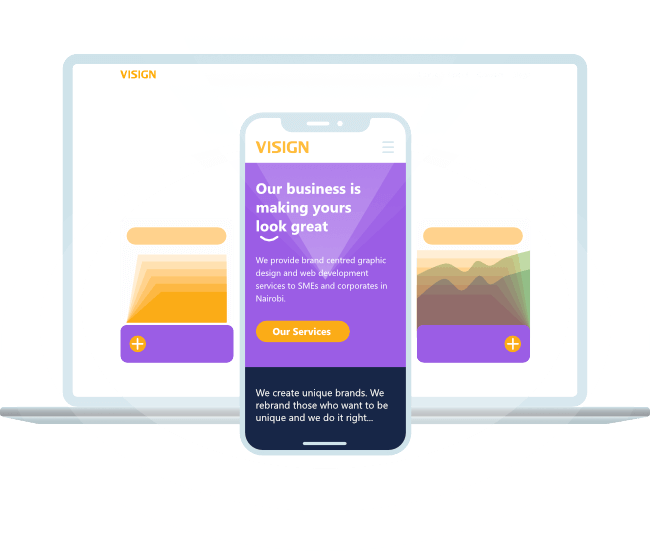 VISIGN
VISIGN
Our business is
making yours
look great
We provide brand centred graphic
design and web development
services to SMEs and corporates in
Nairobi.
Our Services
We create unique brands. We
rebrand those who want to be
unique and we do it right...